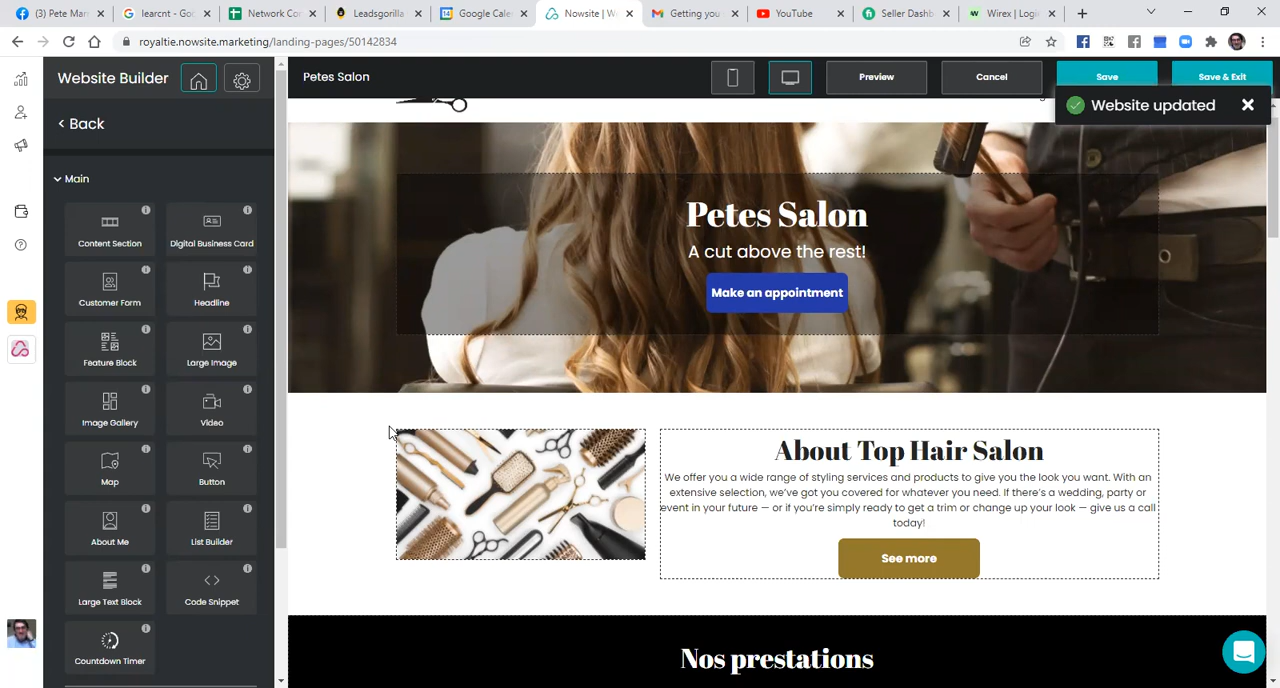 (3) Pete Man
learcnt - Go
Network Con
Leadsgorilla
Google Cale
Nowsite | W
Getting you
YouTube
Seller Dashb
Wirex | Logi
royaltie.nowsite.marketing/landing-pages/50142834
Website Builder
Petes Salon
Preview
Cancel
Save
Save & Exit
Website updated
< Back
Main
Content Section
Digital Business Card
Customer Form
Headline
Feature Block
Large Image
Image Gallery
Video
Map
Button
About Me
List Builder
Large Text Block
Code Snippet
Countdown Timer
Petes Salon
A cut above the rest!
Make an appointment
About Top Hair Salon
We offer you a wide range of styling services and products to give you the look you want. With an
extensive selection, we've got you covered for whatever you need. If there's a wedding, party or
event in your future — or if you're simply ready to get a trim or change up your look — give us a call
today!
See more
Nos prestations